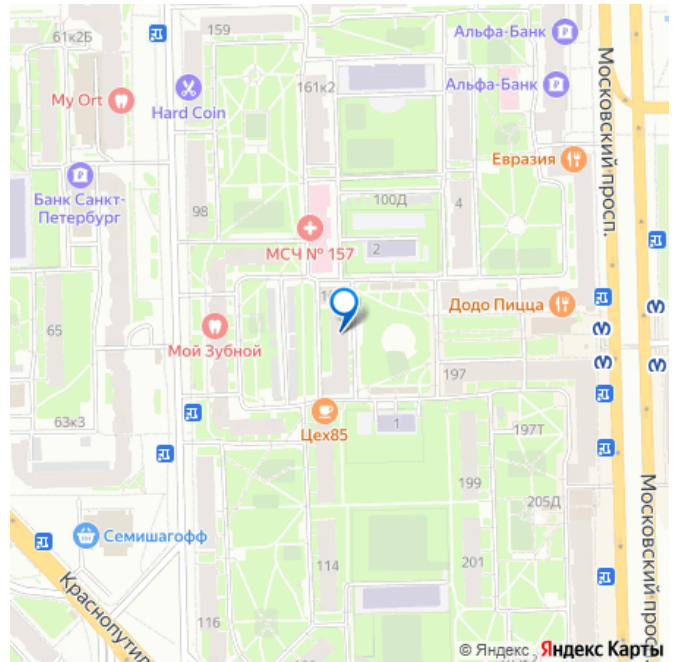 61к2Б
159
Альфа-Банк
161к2
My Ort
Hard Coin
Альфа-Банк
Московский просп.
Евразия
Банк Санкт-
Петербург
98
100Д
4
МСЧ № 157
2
Додо Пицца
65
Мой Зубной
197
63к3
Цех85
1
197Т
199
205Д
Семишагофф
114
201
Московский прос
Краснопутил
116
© Яндекс Яндекс Карты